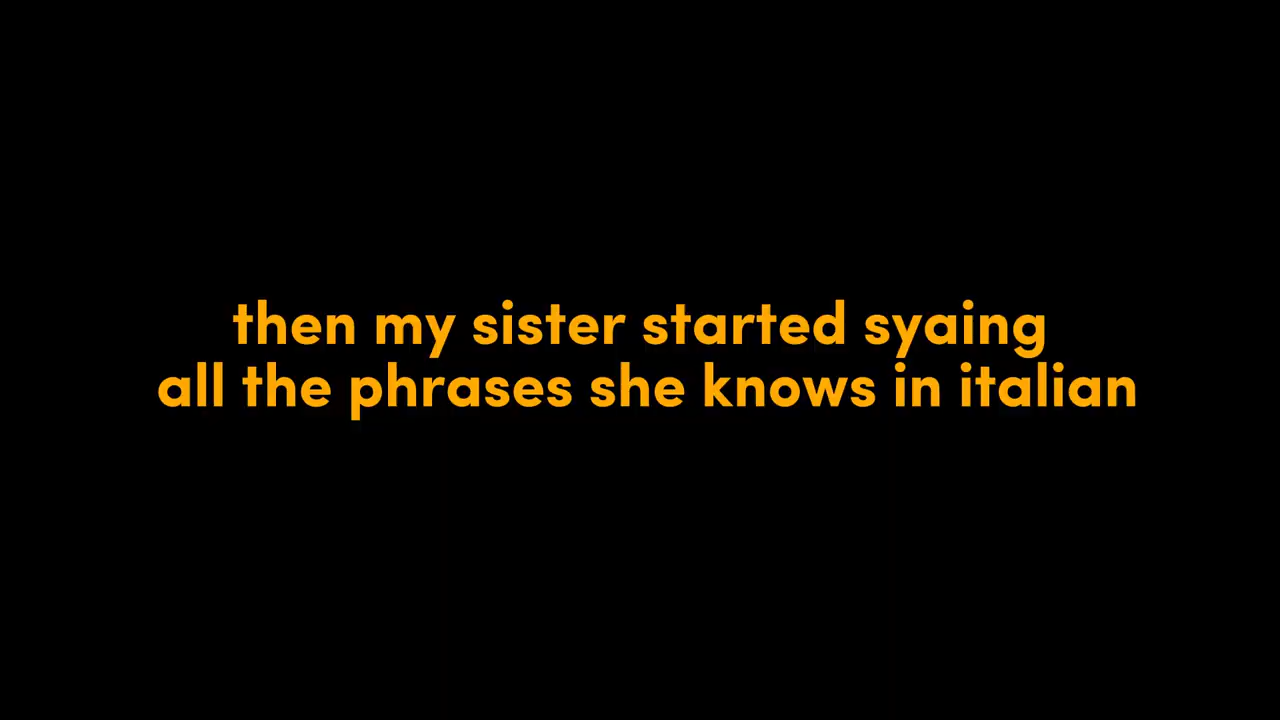 then my sister started syaing
all the phrases she knows in italian